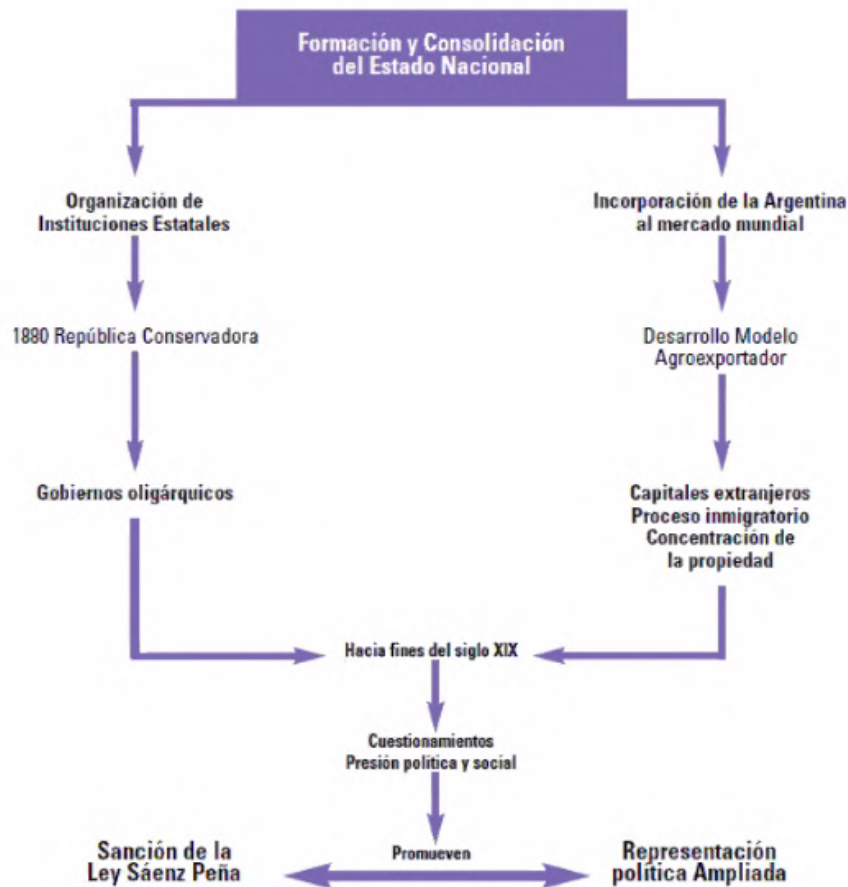 Formación y Consolidación
del Estado Nacional
Organización de
Instituciones Estatales
Incorporación de la Argentina
al mercado mundial
1880 República Conservadora
Desarrollo Modelo
Agroexportador
Gobiernos oligárquicos
Capitales extranjeros
Proceso inmigratorio
Concentración de
la propiedad
Hacia fines del siglo XIX
Cuestionamientos
Presión política y social
Sanción de la
Ley Sáenz Peña
Promueven
Representación
política Ampliada